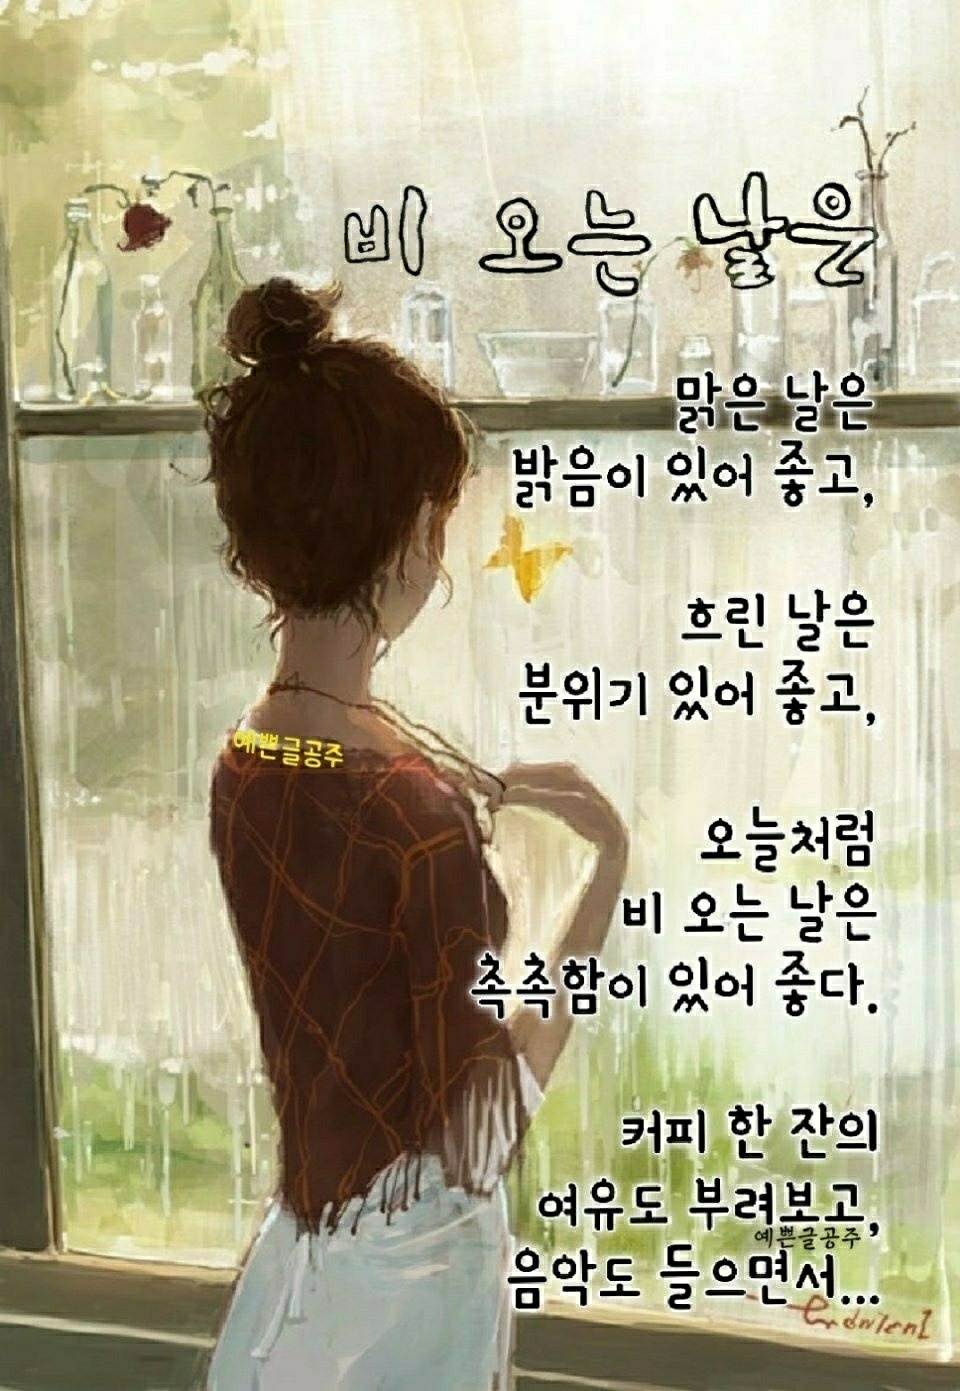 비 오는 날은
맑은 날은
밝음이 있어 좋고,
흐린 날은
분위기 있어 좋고,
예쁜글공주
오늘처럼
비 오는 날은
촉촉함이 있어 좋다.
커피 한 잔의
여유도 부려보고,
예쁜글공주
음악도 들으면서...